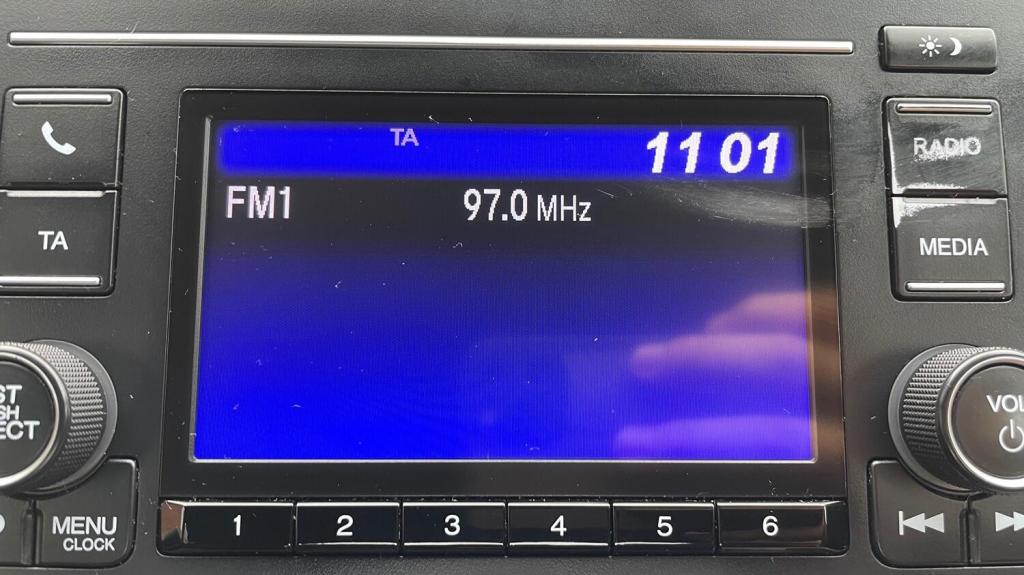 TA
11 01
FM1
97.0 MHz
TA
RADIO
MEDIA
MENU
CLOCK
1
2
3
4
5
6